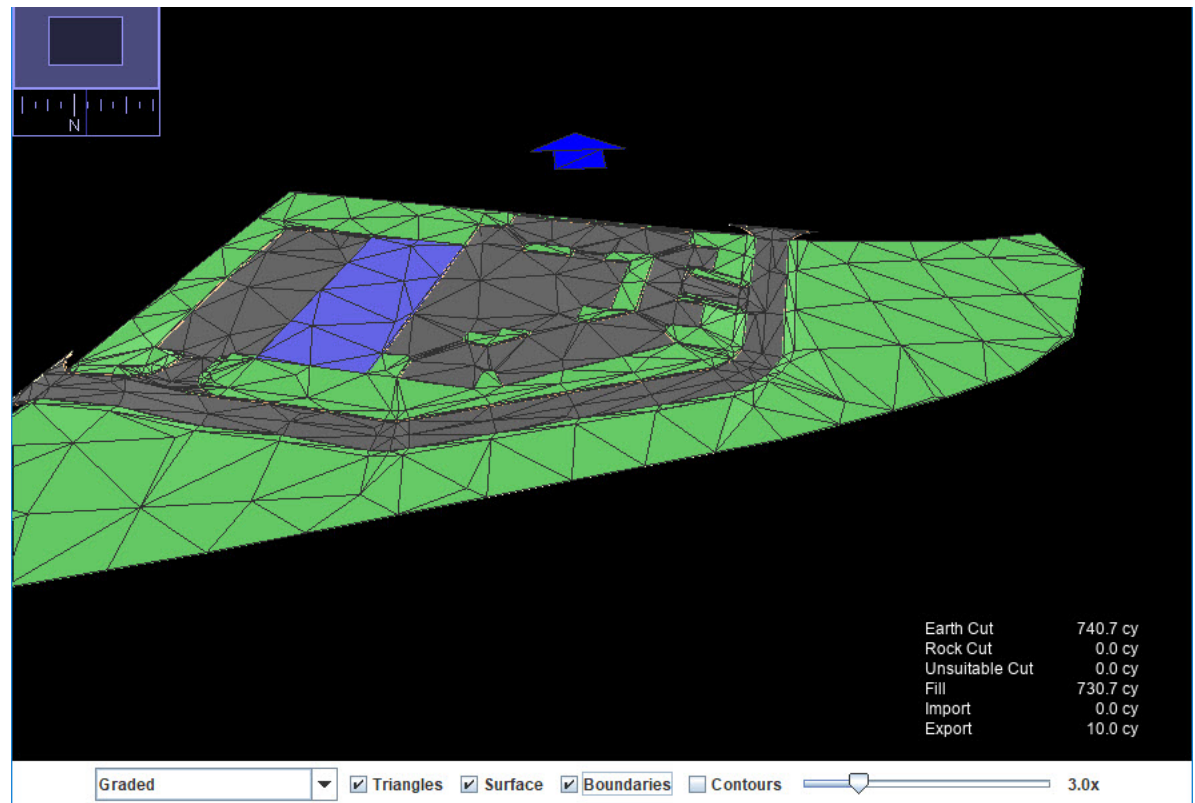 N
Earth Cut 740.7 cy
Rock Cut 0.0 cy
Unsuitable Cut 0.0 cy
Fill 730.7 cy
Import 0.0 cy
Export 10.0 cy
Graded Triangles Surface Boundaries Contours 3.0x